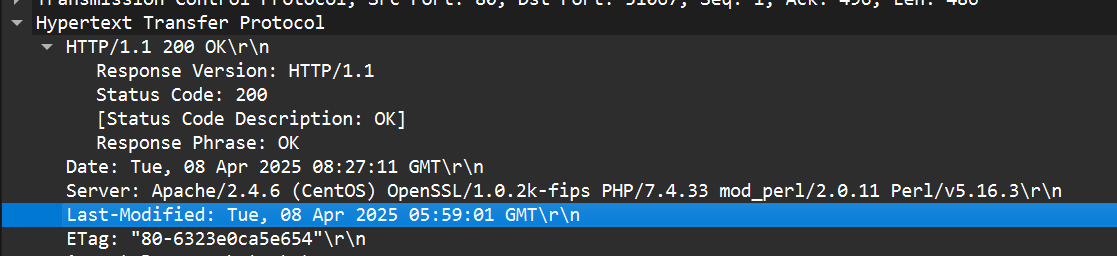 Transmission Control Protocol, Src Port: 80, Dst Port: 51067, Seq: 1, Ack: 496, Len: 486
Hypertext Transfer Protocol
HTTP/1.1 200 OK\r\n
Response Version: HTTP/1.1
Status Code: 200
[Status Code Description: OK]
Response Phrase: OK
Date: Tue, 08 Apr 2025 08:27:11 GMT\r\n
Server: Apache/2.4.6 (CentOS) OpenSSL/1.0.2k-fips PHP/7.4.33 mod_perl/2.0.11 Perl/v5.16.3\r\n
Last-Modified: Tue, 08 Apr 2025 05:59:01 GMT\r\n
ETag: "80-6323e0ca5e654"\r\n